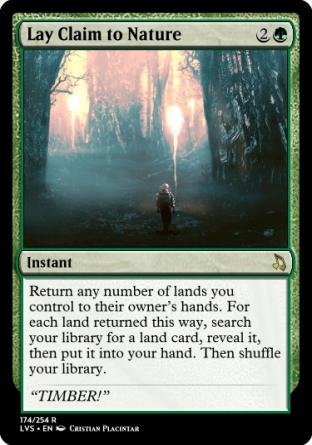 Lay Claim to Nature 2
Instant
Return any number of lands you
control to their owner's hands. For
each land returned this way, search
your library for a land card, reveal it,
then put it into your hand. Then shuffle
your library.
"TIMBER!"
174/254 R
LVS • EN Cristian Placintar